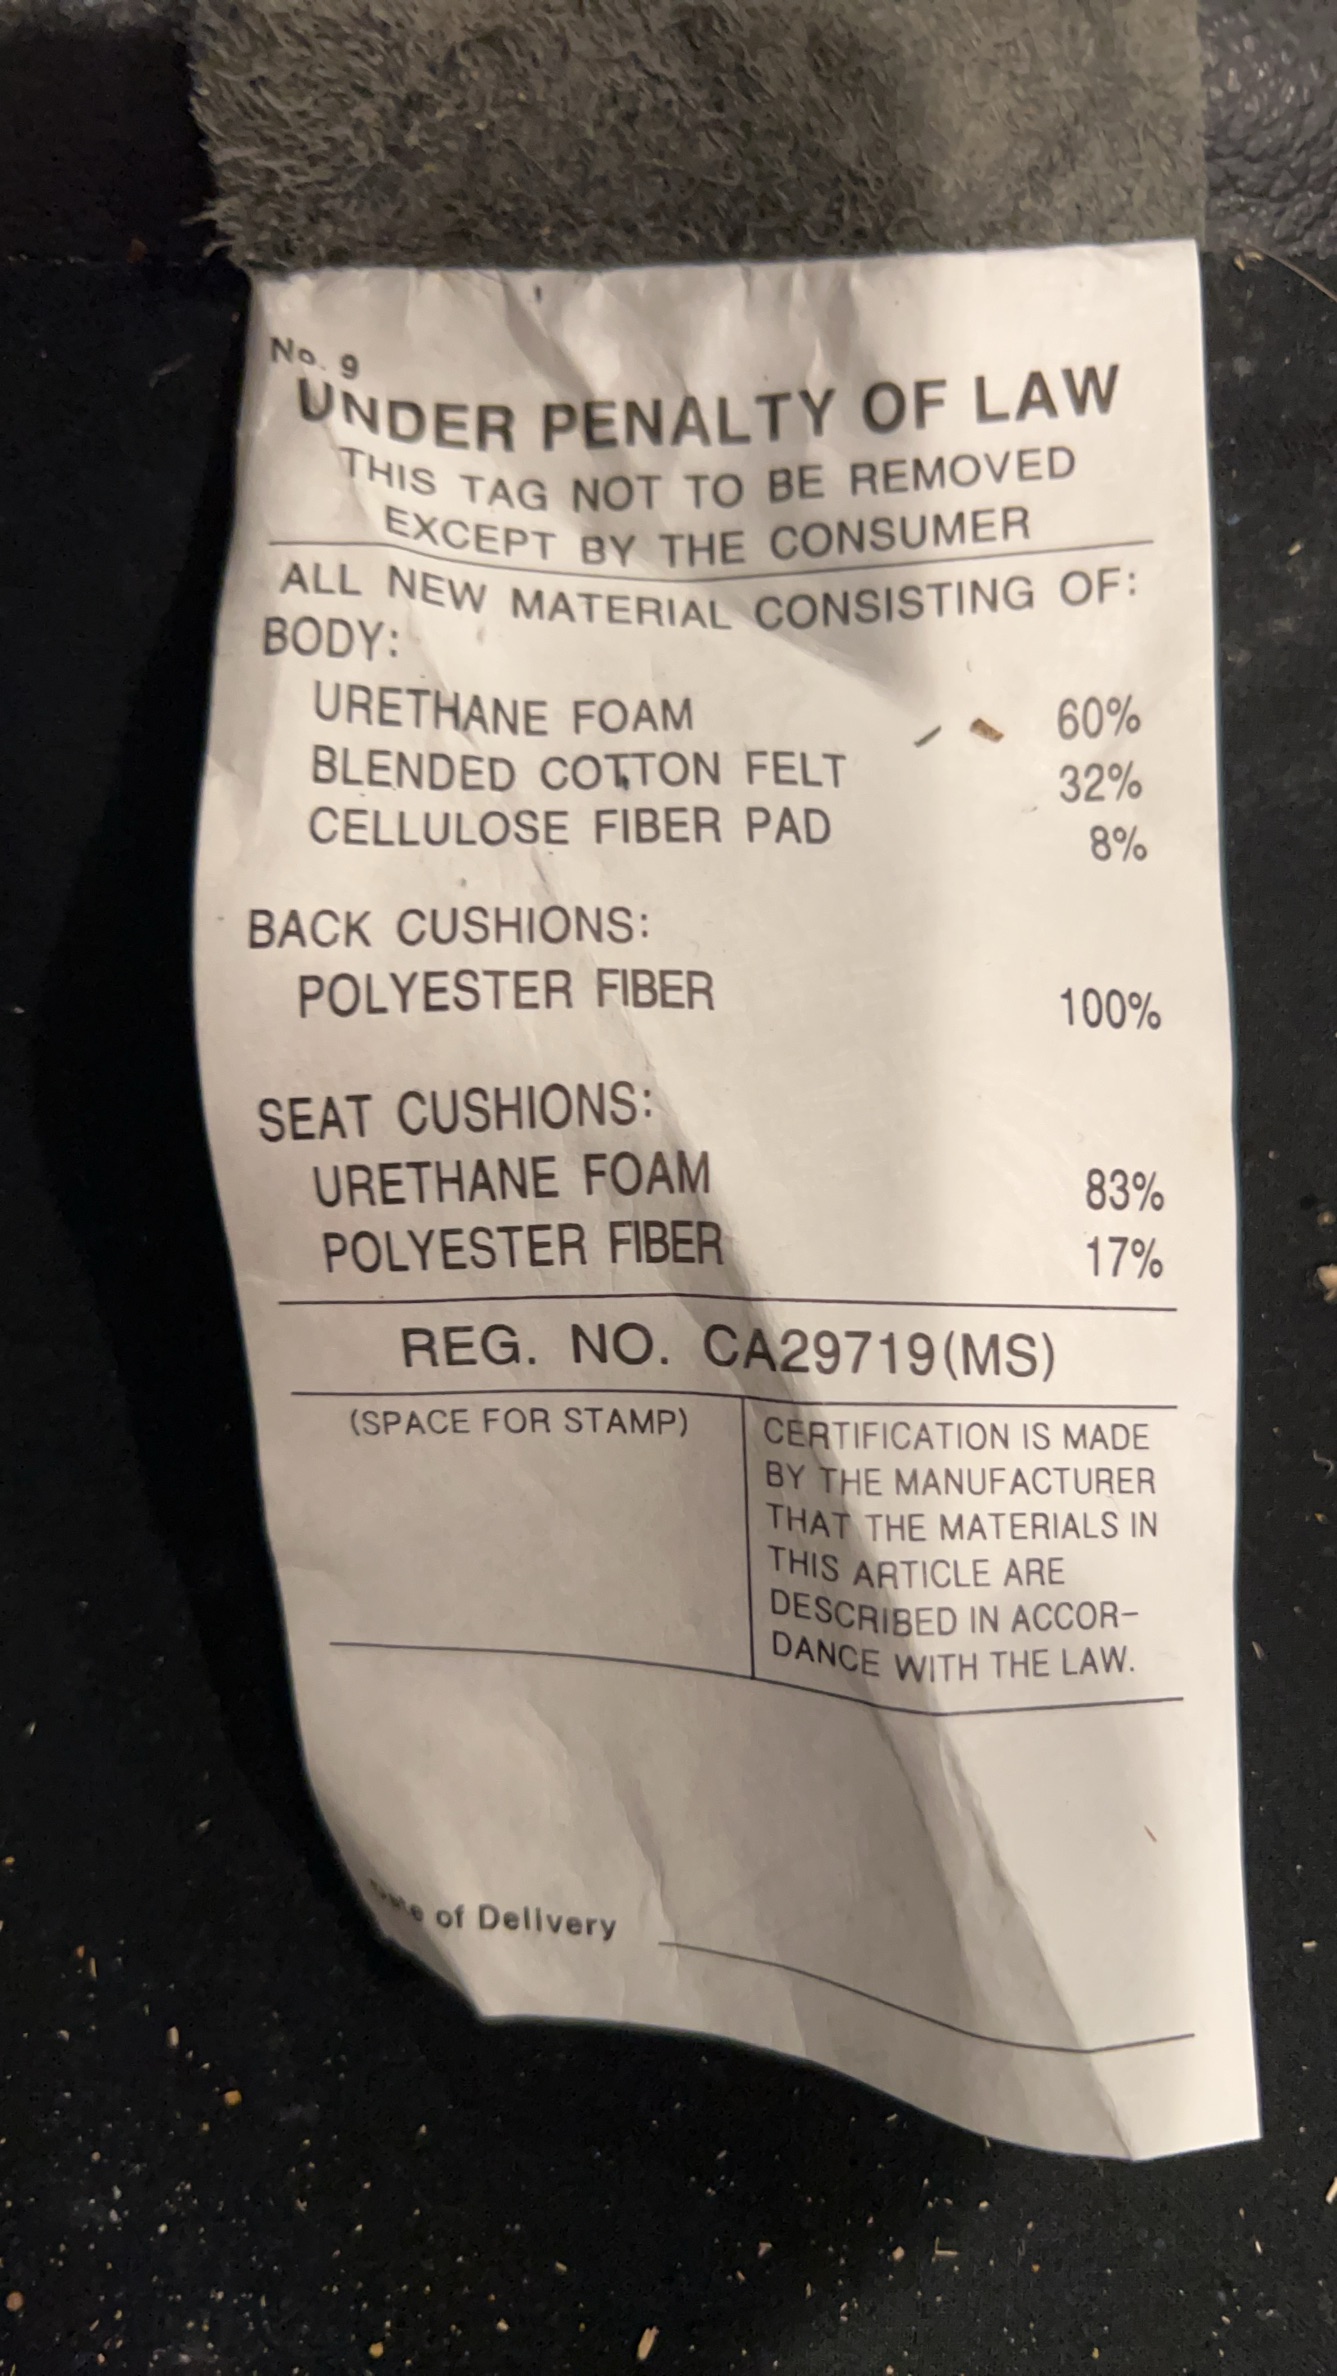 No. 9
UNDER PENALTY OF LAW
THIS TAG NOT TO BE REMOVED
EXCEPT BY THE CONSUMER
ALL NEW MATERIAL CONSISTING OF:
BODY:
URETHANE FOAM 60%
BLENDED COTTON FELT 32%
CELLULOSE FIBER PAD 8%
BACK CUSHIONS:
POLYESTER FIBER 100%
SEAT CUSHIONS:
URETHANE FOAM 83%
POLYESTER FIBER 17%
REG. NO. CA29719(MS)
(SPACE FOR STAMP)
CERTIFICATION IS MADE
BY THE MANUFACTURER
THAT THE MATERIALS IN
THIS ARTICLE ARE
DESCRIBED IN ACCOR-
DANCE WITH THE LAW.
Date of Delivery